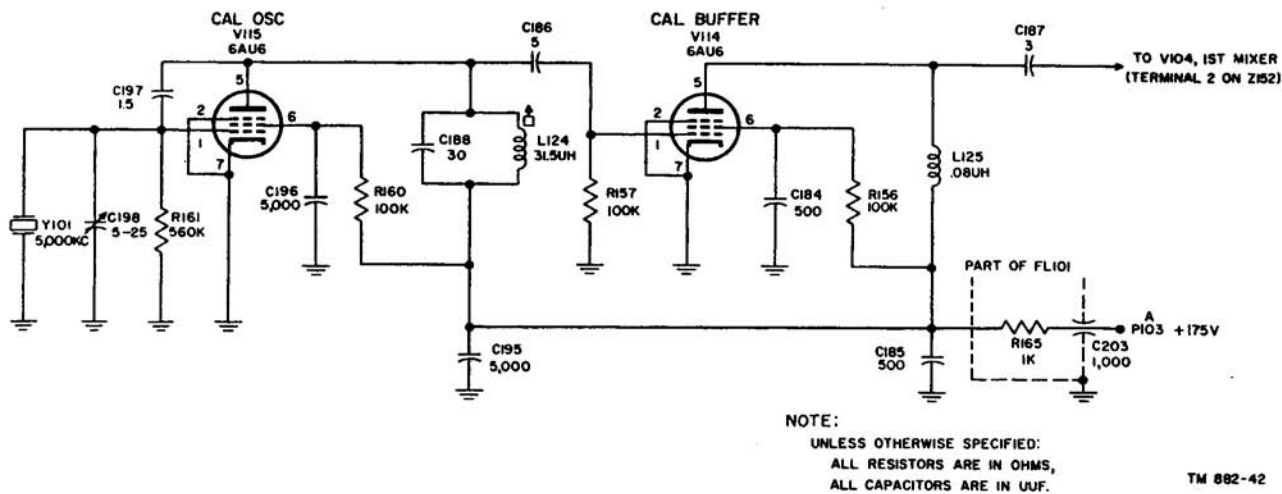 CAL OSC
V115
6AU6
CAL BUFFER
V114
6AU6
C186
5
C187
3
TO V104, 1ST MIXER
(TERMINAL 2 ON Z152)
5
5
C197
1.5
2
1
6
7
2
1
6
7
C188
30
L124
31.5UH
L125
.08UH
C196
5,000
R160
100K
R157
100K
C184
500
R156
100K
Y101
5,000KC
C198
5-25
R161
560K
PART OF FL101
C195
5,000
C185
500
R165
1K
C203
1,000
A
P103 +175V
NOTE:
UNLESS OTHERWISE SPECIFIED:
ALL RESISTORS ARE IN OHMS,
ALL CAPACITORS ARE IN UUF.
TM 882-42